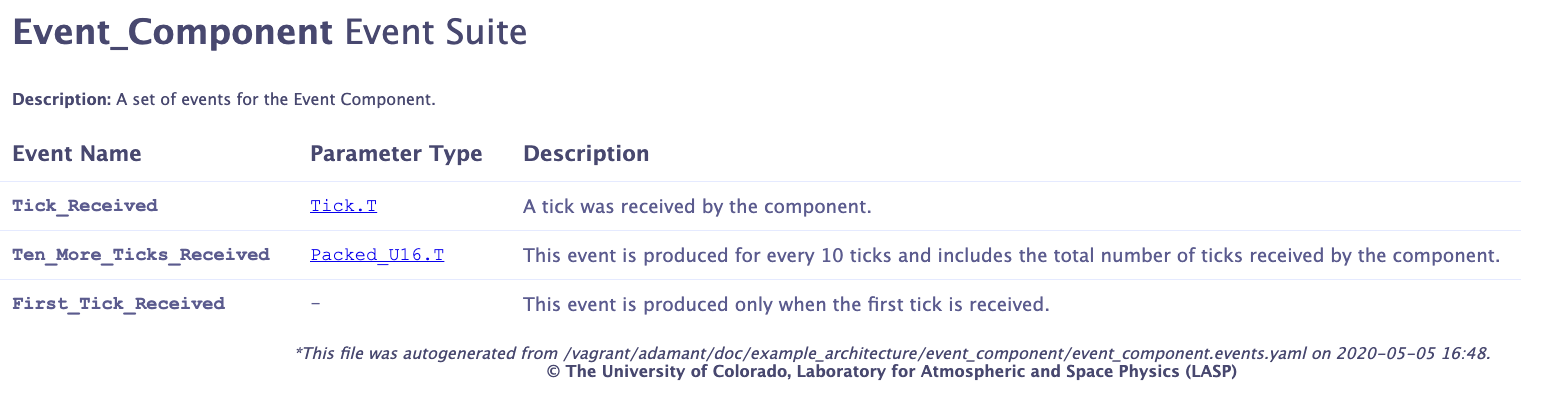 Event_Component Event Suite
Description: A set of events for the Event Component.
Event Name Parameter Type Description
Tick_Received Tick.T A tick was received by the component.
Ten_More_Ticks_Received Packed_U16.T This event is produced for every 10 ticks and includes the total number of ticks received by the component.
First_Tick_Received – This event is produced only when the first tick is received.
*This file was autogenerated from /vagrant/adamant/doc/example_architecture/event_component/event_component.events.yaml on 2020-05-05 16:48.
© The University of Colorado, Laboratory for Atmospheric and Space Physics (LASP)